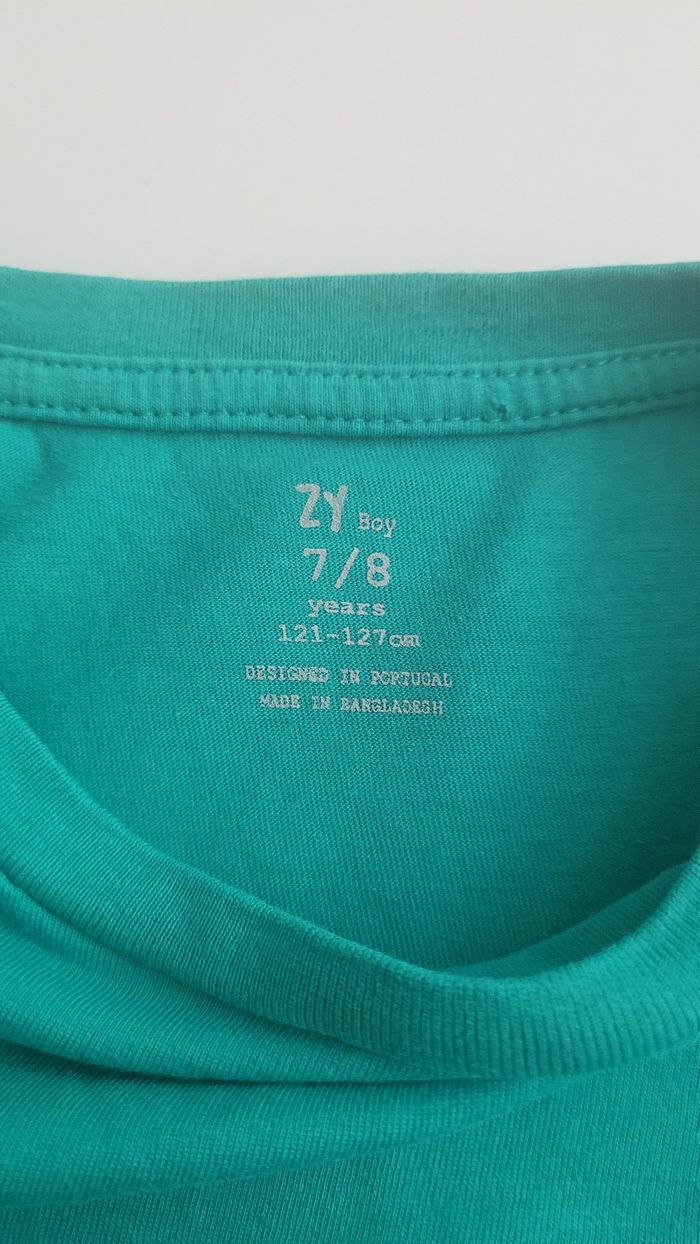 ZY Boy
7/8
years
121-127cm
DESIGNED IN PORTUGAL
MADE IN BANGLADESH